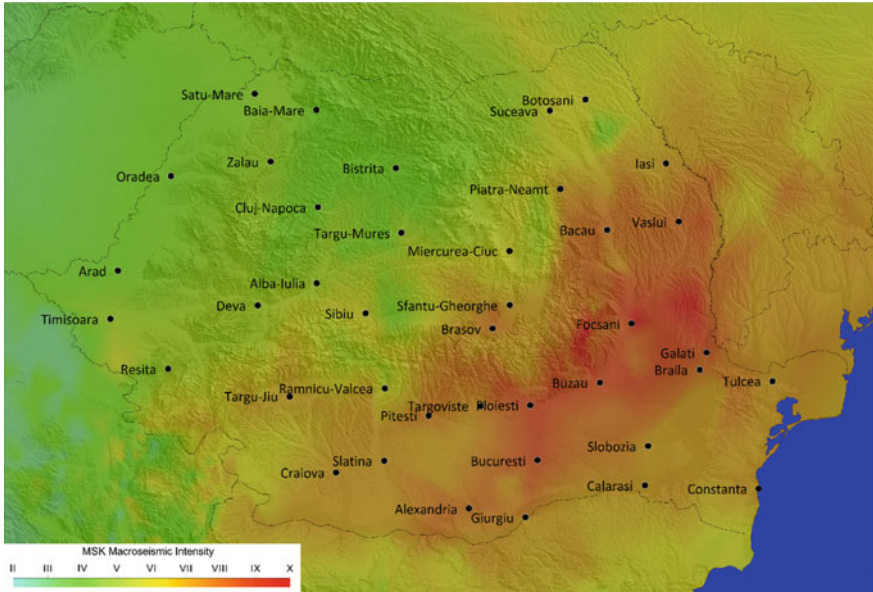 Satu-Mare
Botosani
Baia-Mare
Suceava
Zalau
Iasi
Oradea
Bistrita
Piatra-Neamt
Cluj-Napoca
Vaslui
Targu-Mures
Bacau
Miercurea-Ciuc
Arad
Alba-Iulia
Deva
Sfantu-Gheorghe
Sibiu
Timisoara
Focsani
Brasov
Galati
Resita
Braila
Tulcea
Buzau
Ramnicu-Valcea
Targu-Jiu
Targoviste
Ploiesti
Pitesti
Slobozia
Slatina
Bucuresti
Craiova
Calarasi
Constanta
Alexandria
Giurgiu
MSK Macroseismic Intensity
II III IV V VI VII VIII IX X